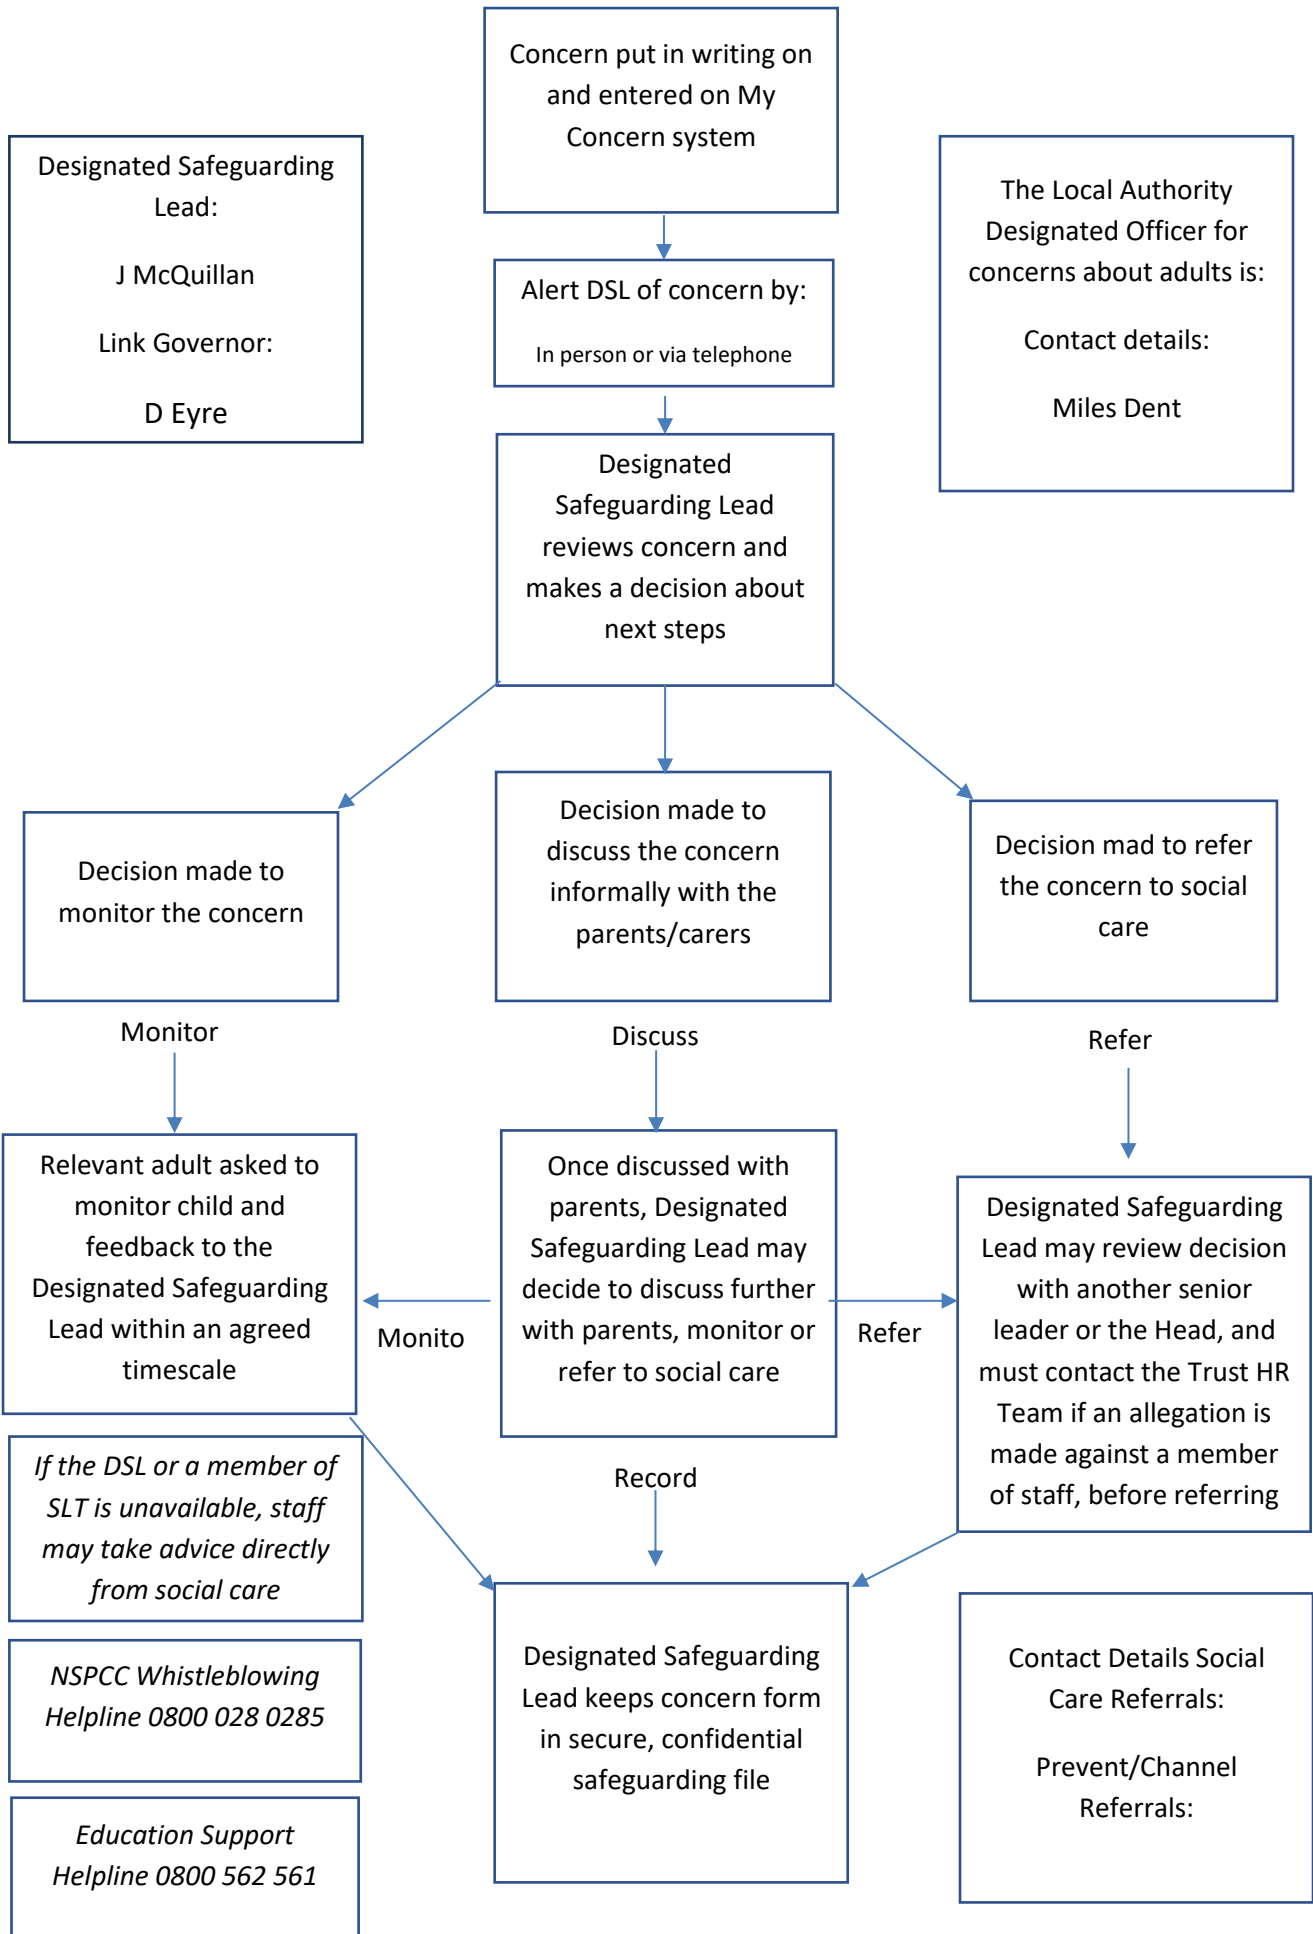 Concern put in writing on
and entered on My
Concern system
Designated Safeguarding
Lead:
J McQuillan
Link Governor:
D Eyre
The Local Authority
Designated Officer for
concerns about adults is:
Contact details:
Miles Dent
Alert DSL of concern by:
In person or via telephone
Designated
Safeguarding Lead
reviews concern and
makes a decision about
next steps
Decision made to
monitor the concern
Decision made to
discuss the concern
informally with the
parents/carers
Decision mad to refer
the concern to social
care
Monitor
Discuss
Refer
Relevant adult asked to
monitor child and
feedback to the
Designated Safeguarding
Lead within an agreed
timescale
Monito
Once discussed with
parents, Designated
Safeguarding Lead may
decide to discuss further
with parents, monitor or
refer to social care
Refer
Designated Safeguarding
Lead may review decision
with another senior
leader or the Head, and
must contact the Trust HR
Team if an allegation is
made against a member
of staff, before referring
If the DSL or a member of
SLT is unavailable, staff
may take advice directly
from social care
Record
NSPCC Whistleblowing
Helpline 0800 028 0285
Education Support
Helpline 0800 562 561
Designated Safeguarding
Lead keeps concern form
in secure, confidential
safeguarding file
Contact Details Social
Care Referrals:
Prevent/Channel
Referrals: